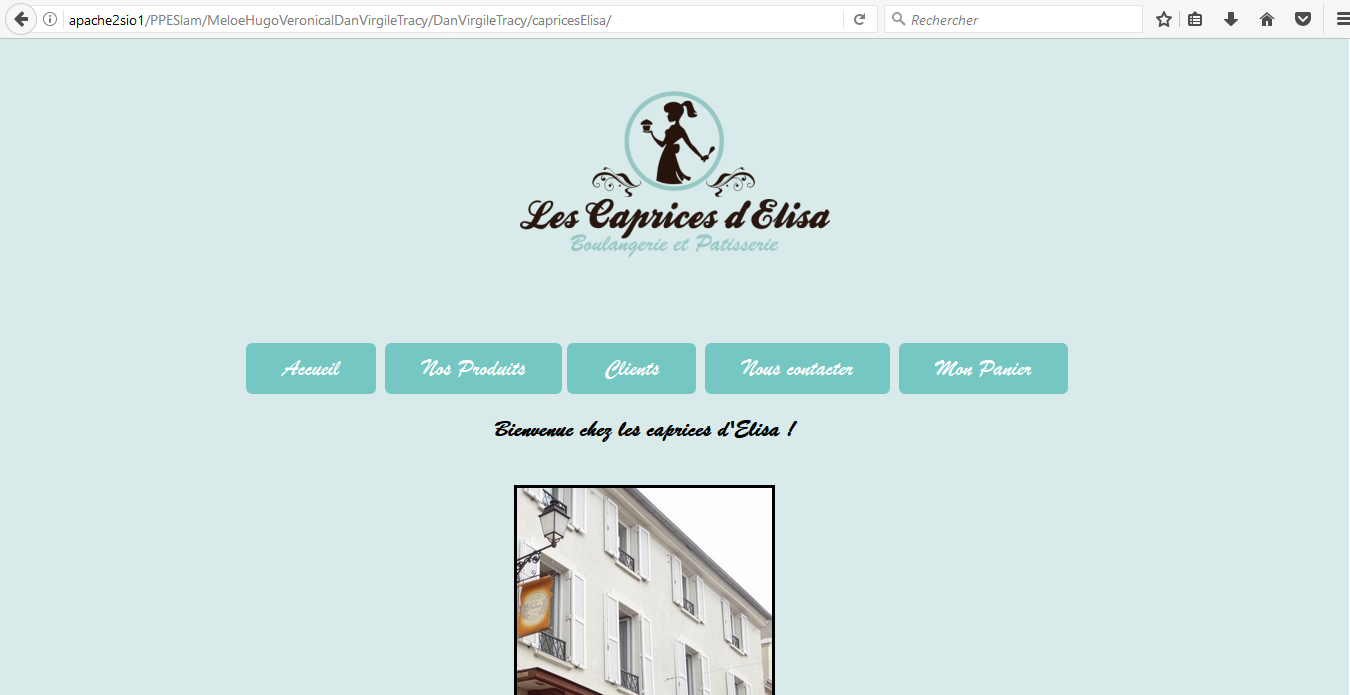 apache2sio1/PPESlam/MeloeHugoVeronicalDanVirgileTracy/DanVirgileTracy/capricesElisa/
Rechercher
Les Caprices d'Elisa
Boulangerie et Patisserie
Accueil
Nos Produits
Clients
Nous contacter
Mon Panier
Bienvenue chez les caprices d'Elisa !